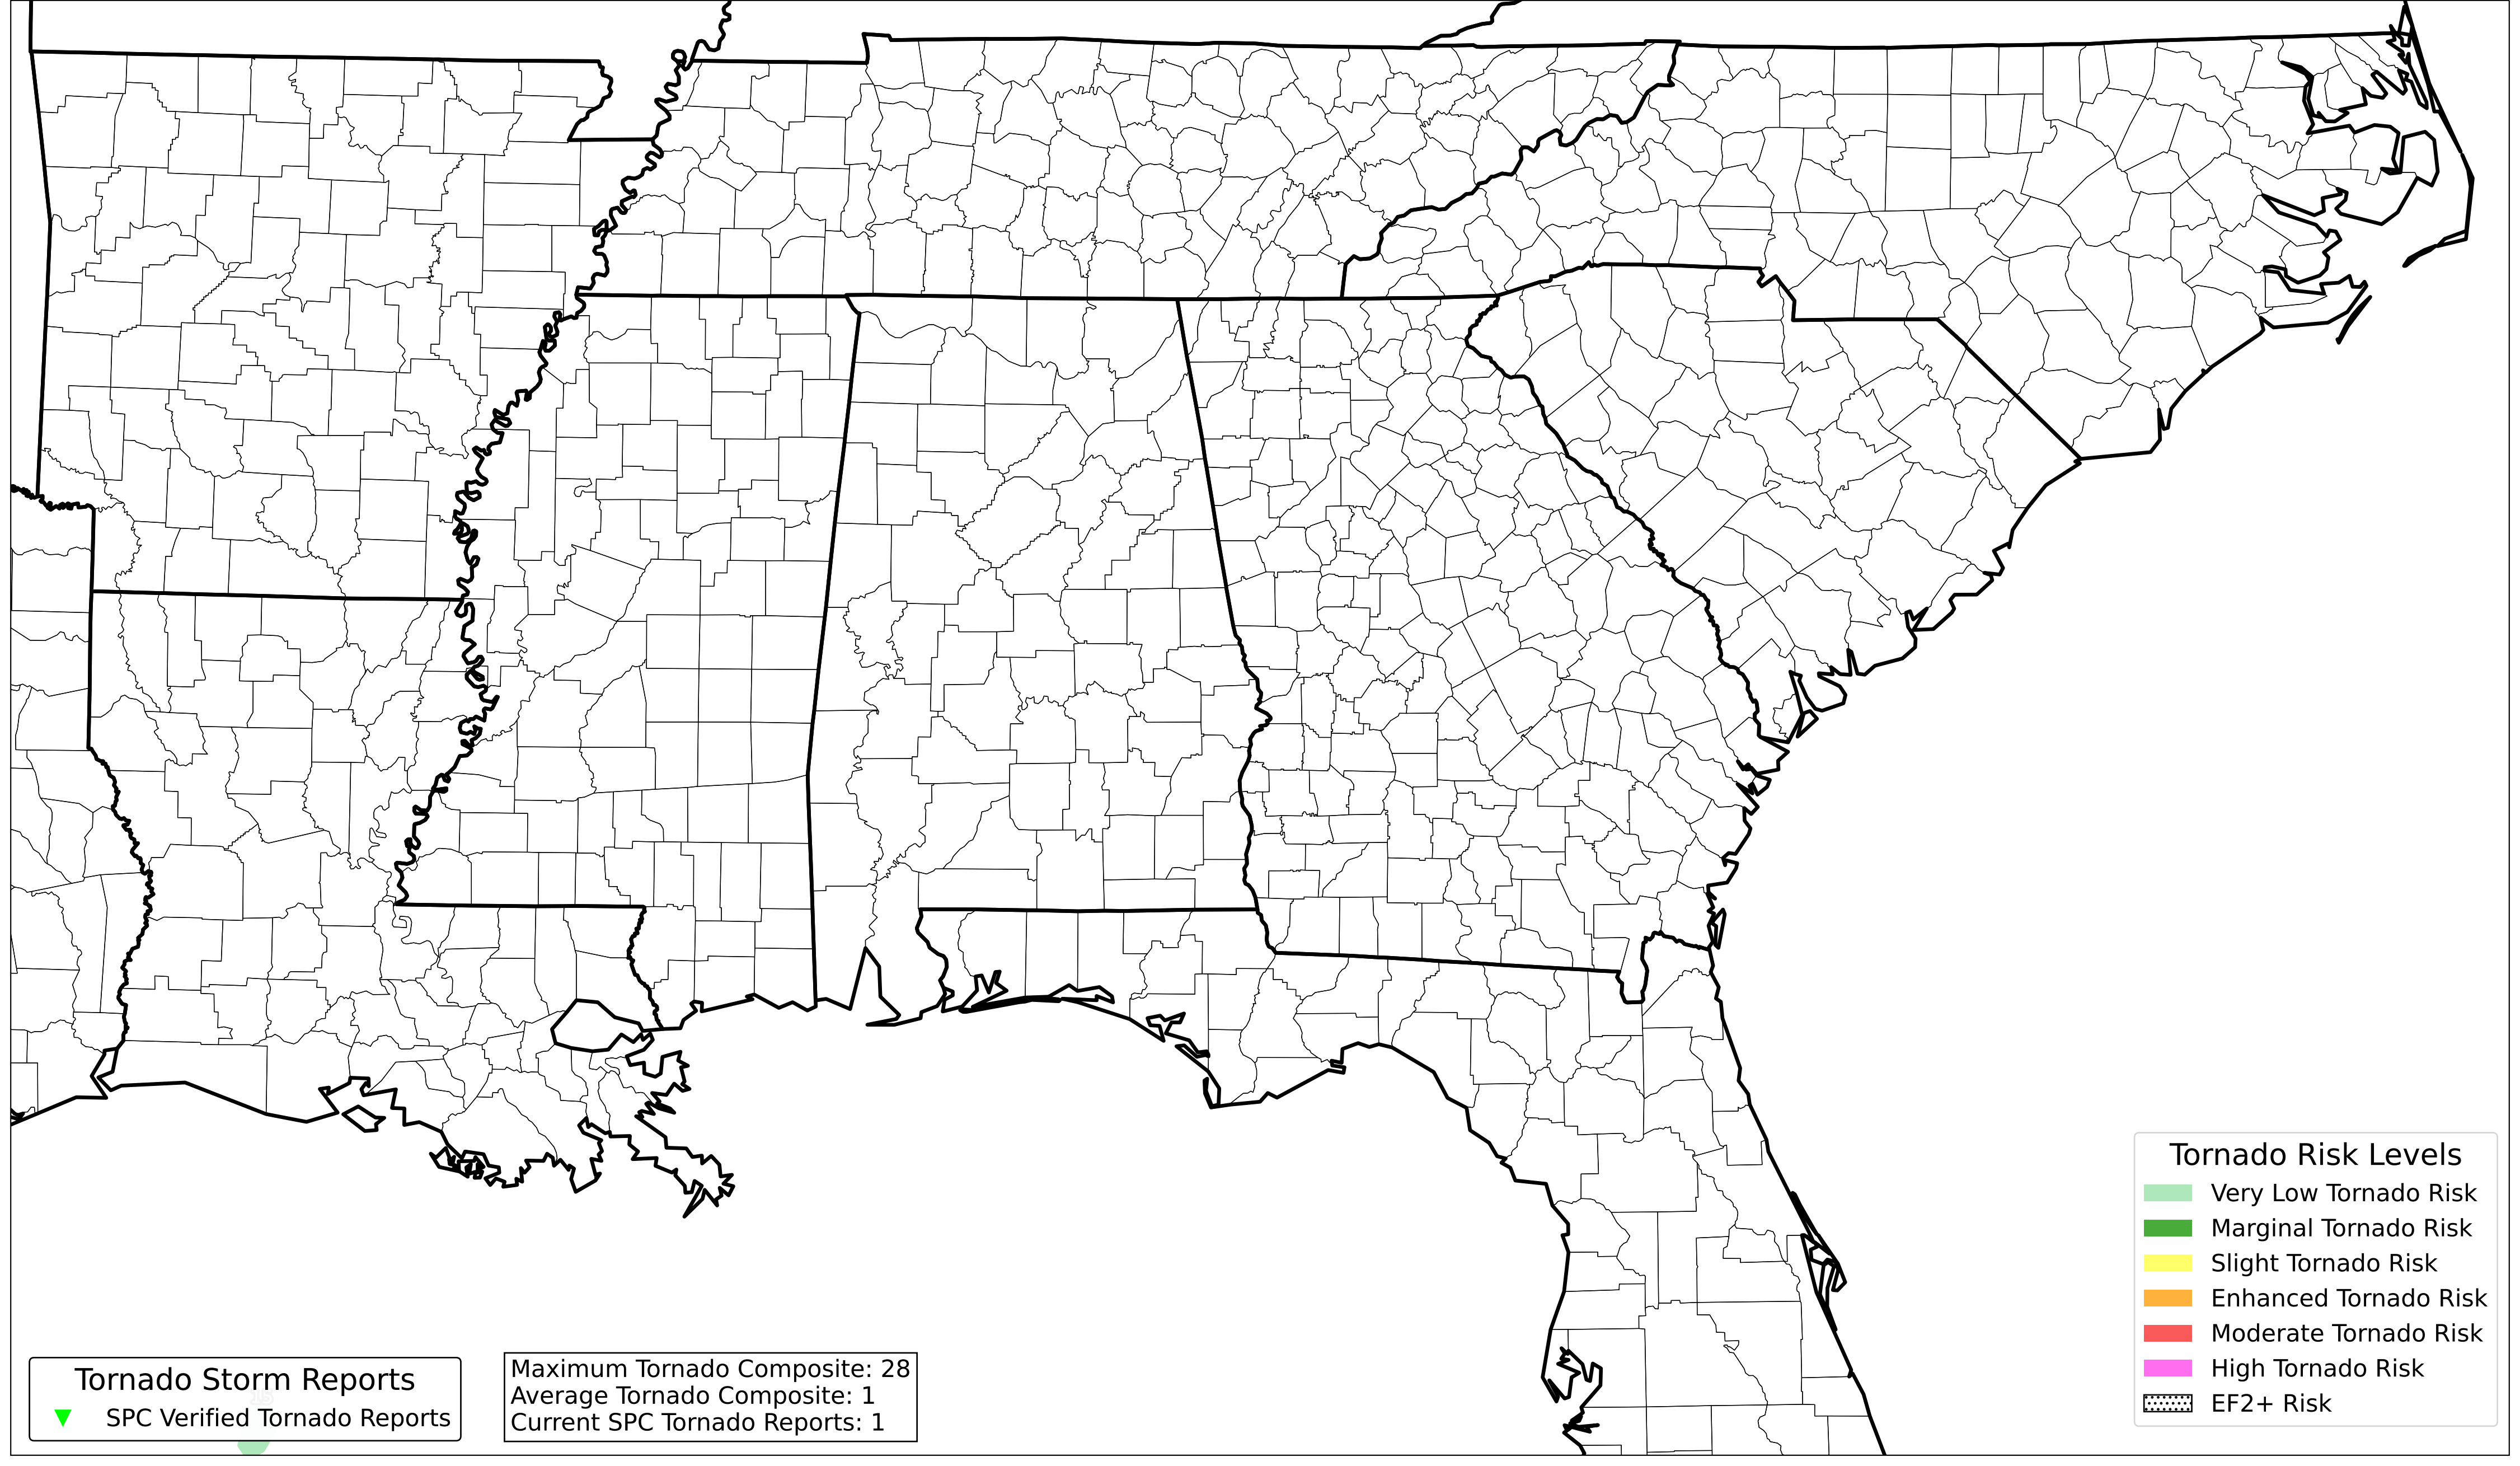 Tornado Risk Levels
Very Low Tornado Risk
Marginal Tornado Risk
Slight Tornado Risk
Enhanced Tornado Risk
Moderate Tornado Risk
High Tornado Risk
EF2+ Risk
Tornado Storm Reports
SPC Verified Tornado Reports
Maximum Tornado Composite: 28
Average Tornado Composite: 1
Current SPC Tornado Reports: 1